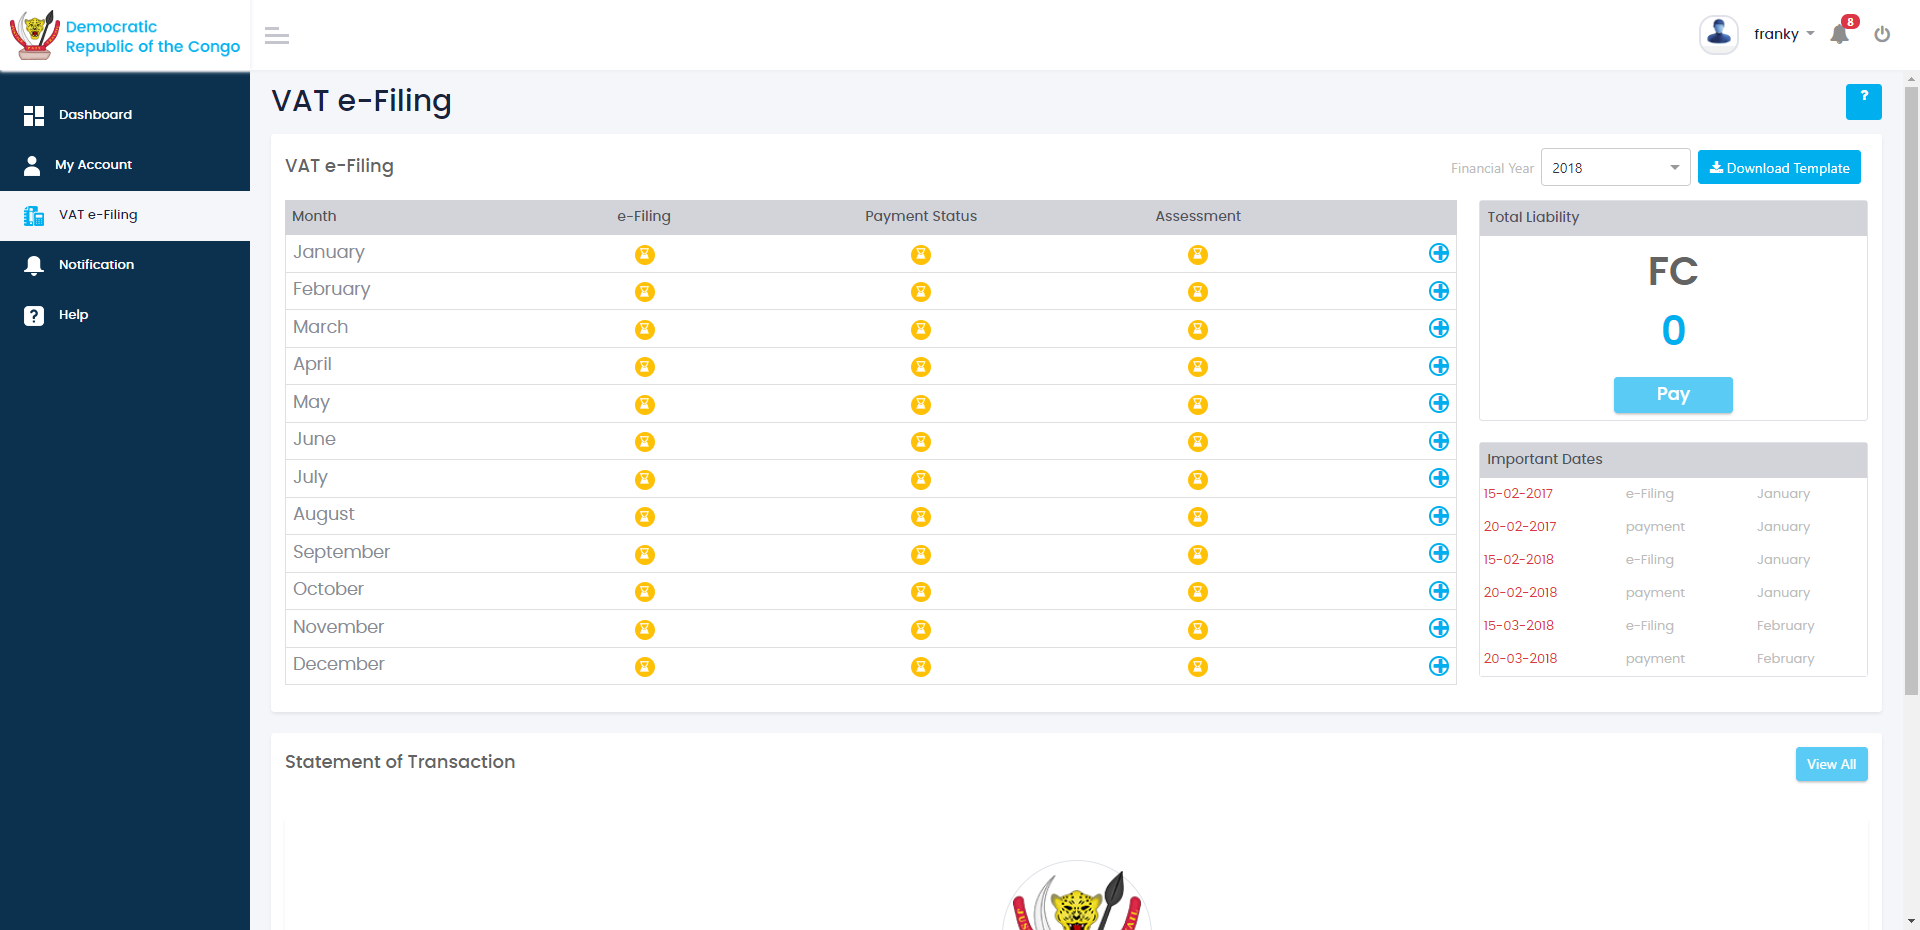 Democratic
Republic of the Congo
franky
8
Dashboard
My Account
VAT e-Filing
Notification
? Help
VAT e-Filing
?
VAT e-Filing
Financial Year 2018 Download Template
Month e-Filing Payment Status Assessment
January
February
March
April
May
June
July
August
September
October
November
December
Total Liability
FC
0
Pay
Important Dates
15-02-2017 e-Filing January
20-02-2017 payment January
15-02-2018 e-Filing January
20-02-2018 payment January
15-03-2018 e-Filing February
20-03-2018 payment February
Statement of Transaction
View All